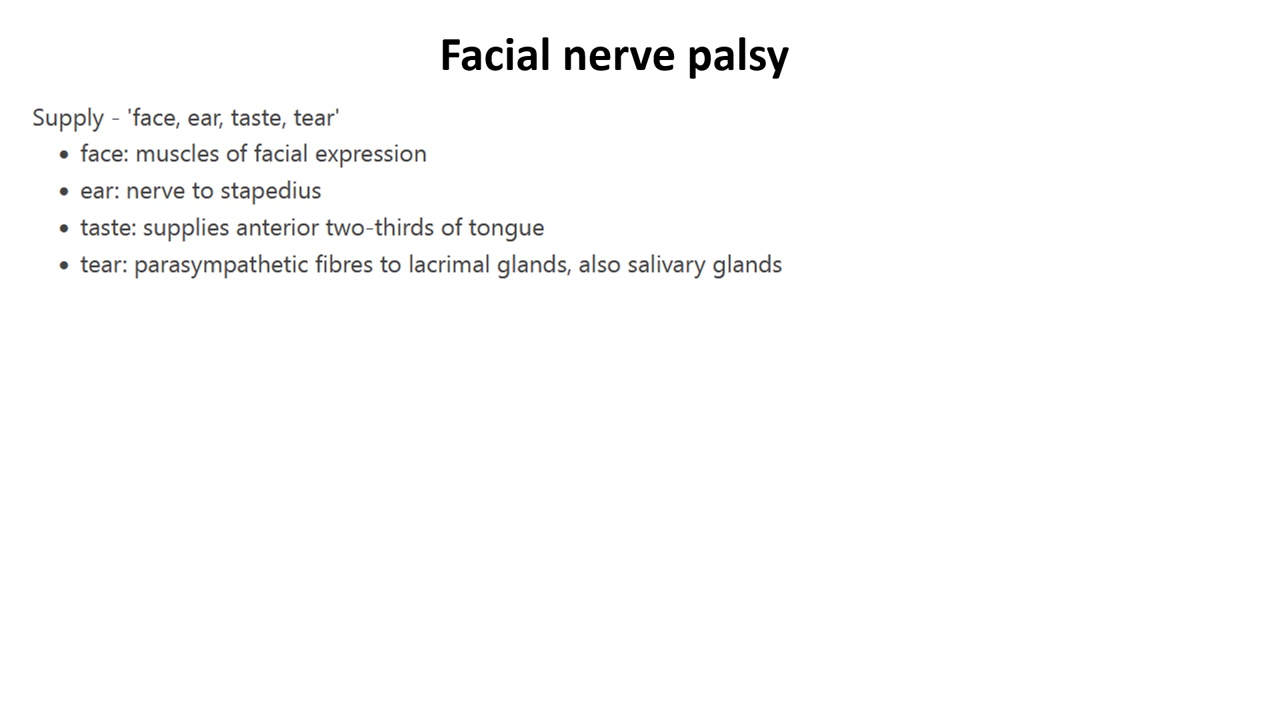 Facial nerve palsy
Supply - 'face, ear, taste, tear'
• face: muscles of facial expression
• ear: nerve to stapedius
• taste: supplies anterior two-thirds of tongue
• tear: parasympathetic fibres to lacrimal glands, also salivary glands